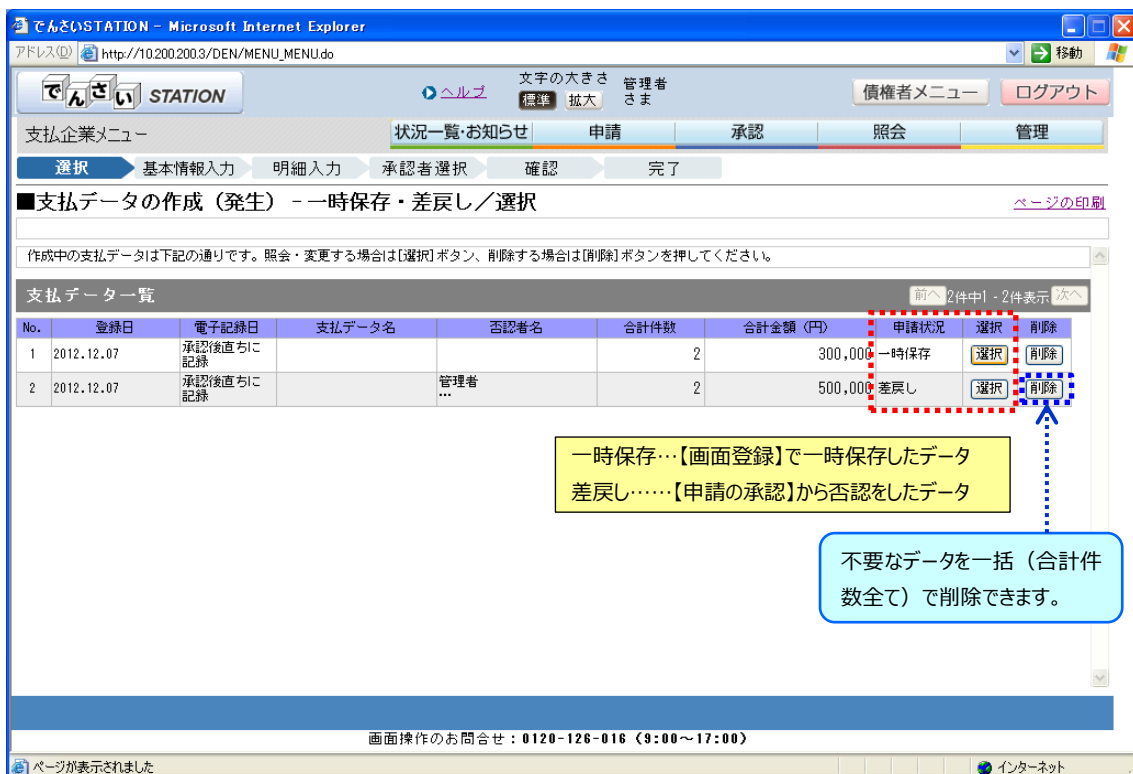 でんさいSTATION - Microsoft Internet Explorer
アドレス(D) http://10.200.200.3/DEN/MENU_MENU.do 移動
でんさい STATION ヘルプ 文字の大きさ 標準 拡大 管理者 さま 債権者メニュー ログアウト
支払企業メニュー 状況一覧・お知らせ 申請 承認 照会 管理
選択 基本情報入力 明細入力 承認者選択 確認 完了
■支払データの作成（発生） －一時保存・差戻し／選択 ページの印刷
作成中の支払データは下記の通りです。照会・変更する場合は[選択]ボタン、削除する場合は[削除]ボタンを押してください。
支払データ一覧 前へ 2件中1 - 2件表示 次へ
No. 登録日 電子記録日 支払データ名 否認者名 合計件数 合計金額（円） 申請状況 選択 削除
1 2012.12.07 承認後直ちに記録 2 300,000 一時保存 選択 削除
2 2012.12.07 承認後直ちに記録 管理者 ... 2 500,000 差戻し 選択 削除
一時保存…【画面登録】で一時保存したデータ
差戻し……【申請の承認】から否認をしたデータ
不要なデータを一括（合計件
数全て）で削除できます。
画面操作のお問合せ：0120-126-016（9:00～17:00）
ページが表示されました インターネット